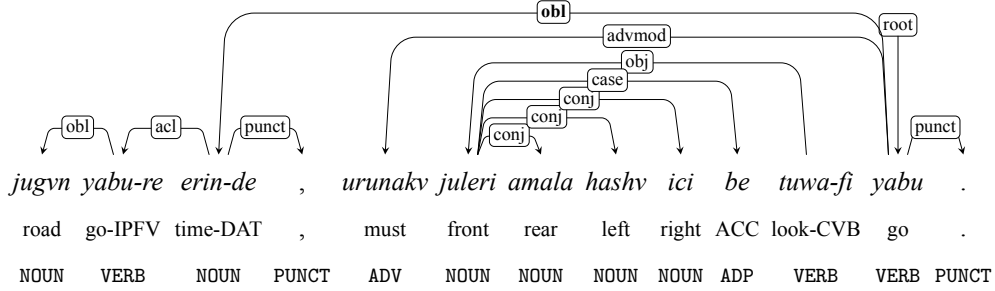 obl
root
advmod
obj
case
conj
obl acl punct conj punct
conj
jugvn yabu-re erin-de , urunakv juleri amala hashv ici be tuwa-fi yabu .
road go-IPFV time-DAT , must front rear left right ACC look-CVB go .
NOUN VERB NOUN PUNCT ADV NOUN NOUN NOUN NOUN ADP VERB VERB PUNCT